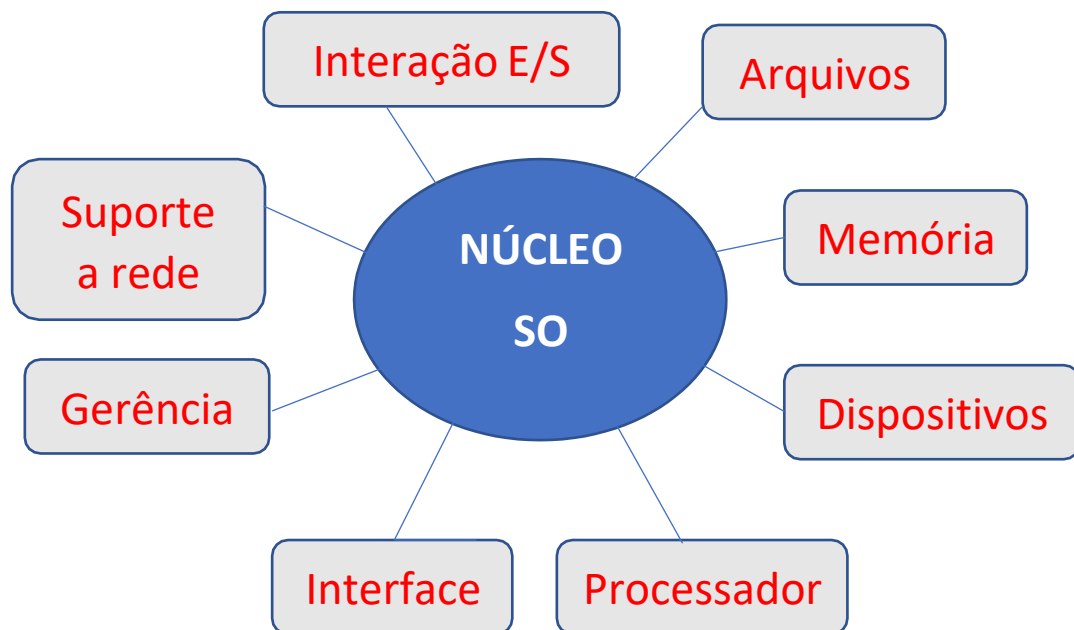 Interação E/S
Arquivos
Suporte
a rede
NÚCLEO
SO
Memória
Gerência
Dispositivos
Interface
Processador